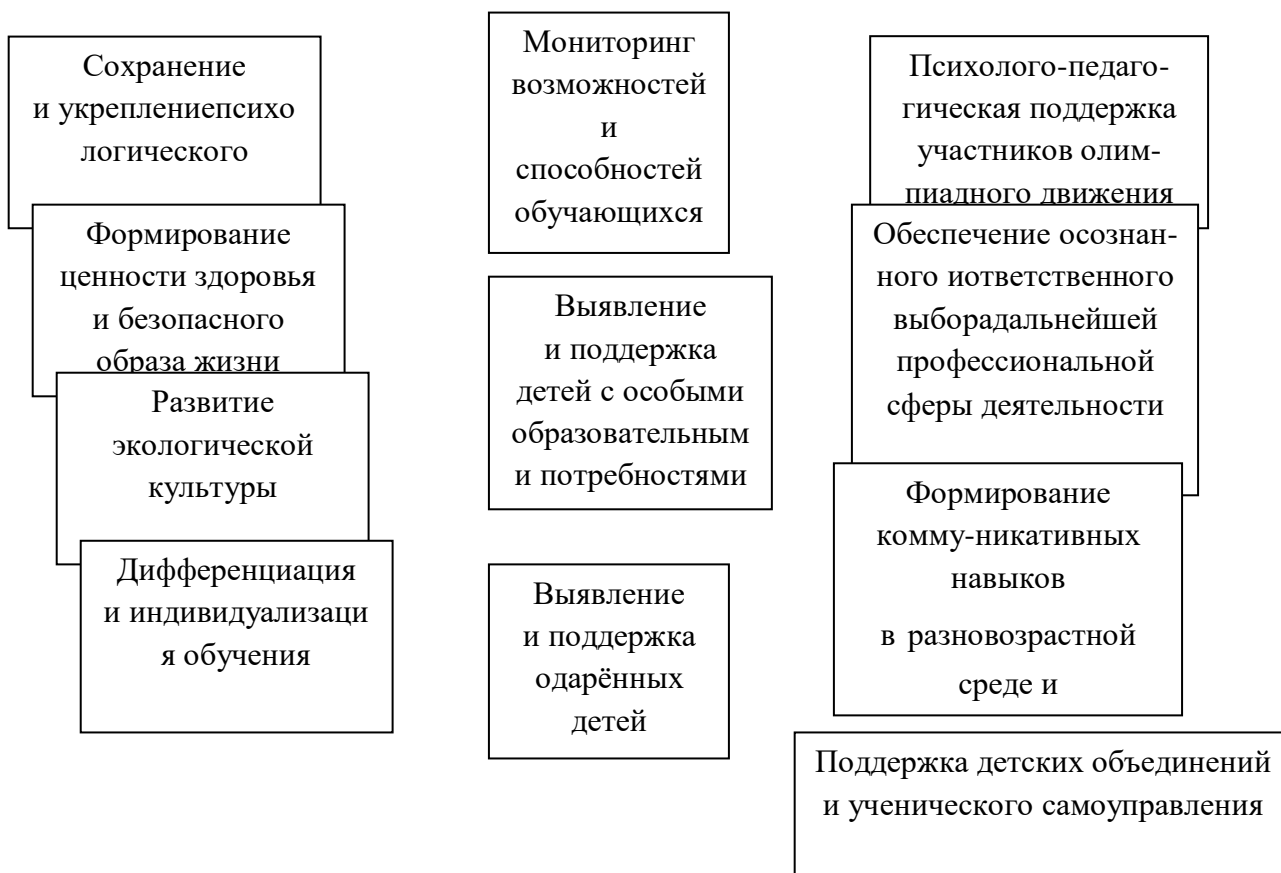 Сохранение
и укреплениепсихо
логического
Формирование
ценности здоровья
и безопасного
образа жизни
Развитие
экологической
культуры
Дифференциация
и индивидуализаци
я обучения
Мониторинг
возможностей
и
способностей
обучающихся
Выявление
и поддержка
детей с особыми
образовательным
и потребностями
Выявление
и поддержка
одарённых
детей
Психолого-педаго-
гическая поддержка
участников олим-
пиадного движения
Обеспечение осознан-
ного иответственного
выборадальнейшей
профессиональной
сферы деятельности
Формирование
комму-никативных
навыков
в разновозрастной
среде и
Поддержка детских объединений
и ученического самоуправления